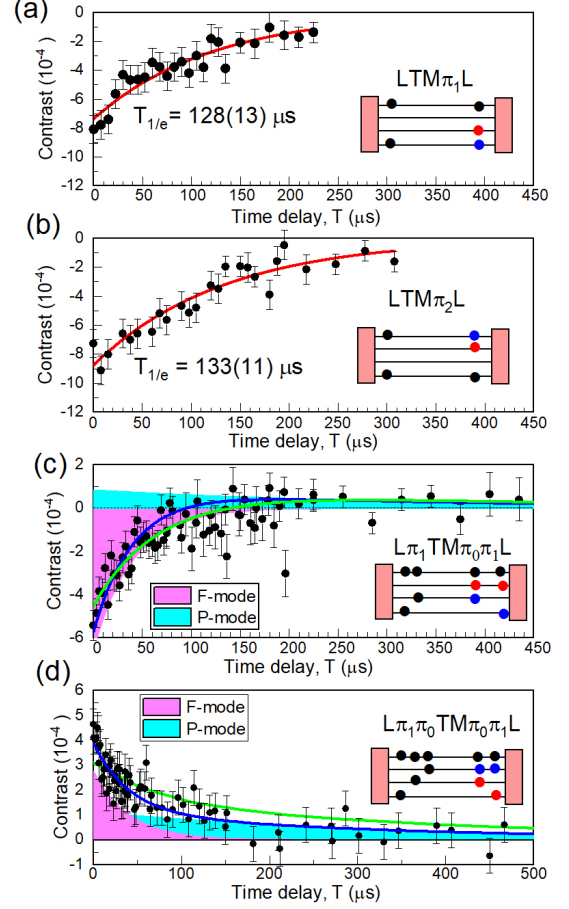 (a)
0
-2
-4
-6
-8
-10
-12
Contrast (10⁻⁴)
T₁/ₑ = 128(13) μs
LTMπ₁L
0 50 100 150 200 250 300 350 400 450
Time delay, T (μs)
(b)
0
-2
-4
-6
-8
-10
-12
Contrast (10⁻⁴)
T₁/ₑ = 133(11) μs
LTMπ₂L
0 50 100 150 200 250 300 350 400 450
Time delay, T (μs)
(c)
2
0
-2
-4
-6
Contrast (10⁻⁴)
Lπ₁TMπ₀π₁L
F-mode
P-mode
0 50 100 150 200 250 300 350 400 450
Time delay, T (μs)
(d)
6
5
4
3
2
1
0
-1
Contrast (10⁻⁴)
F-mode
P-mode
Lπ₁π₀TMπ₀π₁L
0 50 100 150 200 250 300 350 400 450 500
Time delay, T (μs)